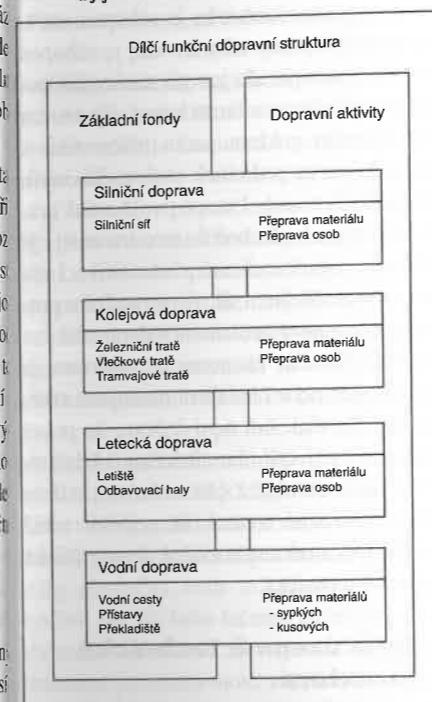 Dílčí funkční dopravní struktura
Základní fondy
Dopravní aktivity
Silniční doprava
Silniční síť
Přeprava materiálu
Přeprava osob
Kolejová doprava
Železniční tratě
Vlečkové tratě
Tramvajové tratě
Přeprava materiálu
Přeprava osob
Letecká doprava
Letiště
Odbavovací haly
Přeprava materiálu
Přeprava osob
Vodní doprava
Vodní cesty
Přístavy
Překladiště
Přeprava materiálů
- sypkých
- kusových